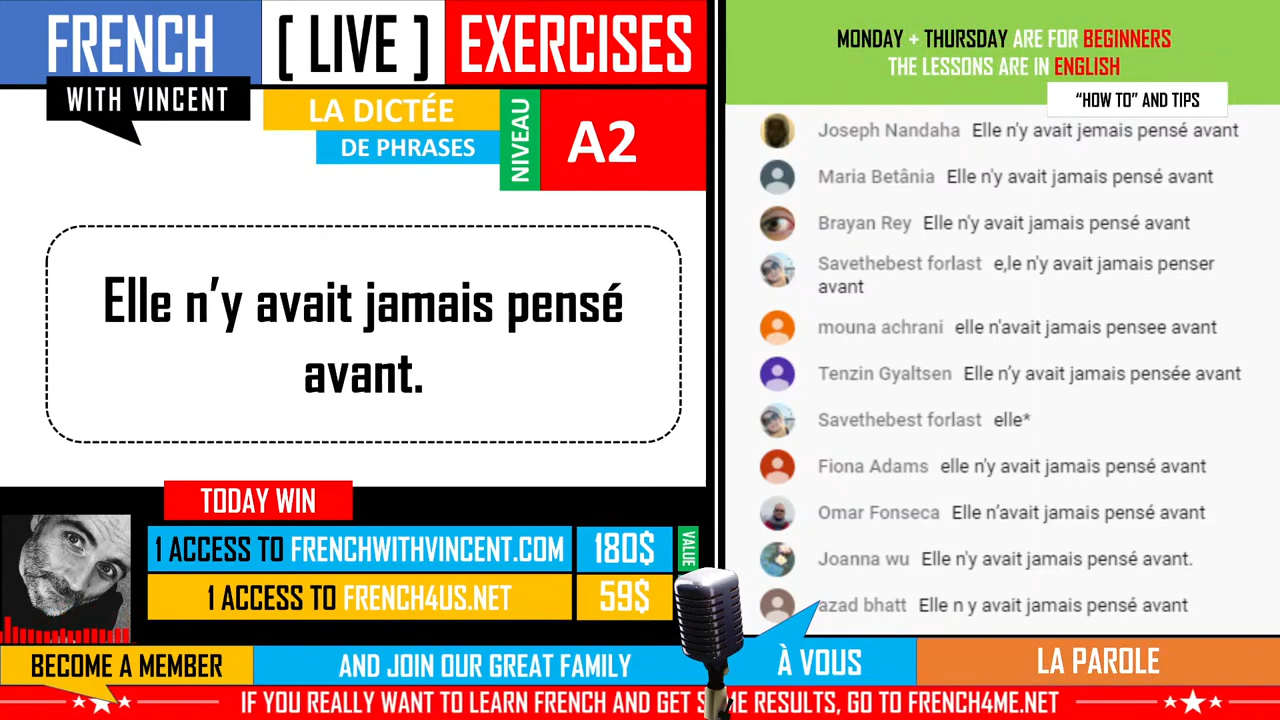 FRENCH
WITH VINCENT
[ LIVE ]
EXERCISES
LA DICTÉE
DE PHRASES
NIVEAU
A2
Elle n’y avait jamais pensé
avant.
TODAY WIN
1 ACCESS TO FRENCHWITHVINCENT.COM
180$
1 ACCESS TO FRENCH4US.NET
59$
VALUE
MONDAY + THURSDAY ARE FOR BEGINNERS
THE LESSONS ARE IN ENGLISH
“HOW TO” AND TIPS
Joseph Nandaha Elle n’y avait jemais pensé avant
Maria Betânia Elle n'y avait jamais pensé avant
Brayan Rey Elle n'y avait jamais pensé avant
Savethebest forlast e,le n'y avait jamais penser
avant
mouna achrani elle n'avait jamais pensee avant
Tenzin Gyaltsen Elle n’y avait jamais pensée avant
Savethebest forlast elle*
Fiona Adams elle n'y avait jamais pensé avant
Omar Fonseca Elle n’avait jamais pensé avant
Joanna wu Elle n'y avait jamais pensé avant.
azad bhatt Elle n y avait jamais pensé avant
BECOME A MEMBER
AND JOIN OUR GREAT FAMILY
À VOUS
LA PAROLE
IF YOU REALLY WANT TO LEARN FRENCH AND GET SOME RESULTS, GO TO FRENCH4ME.NET